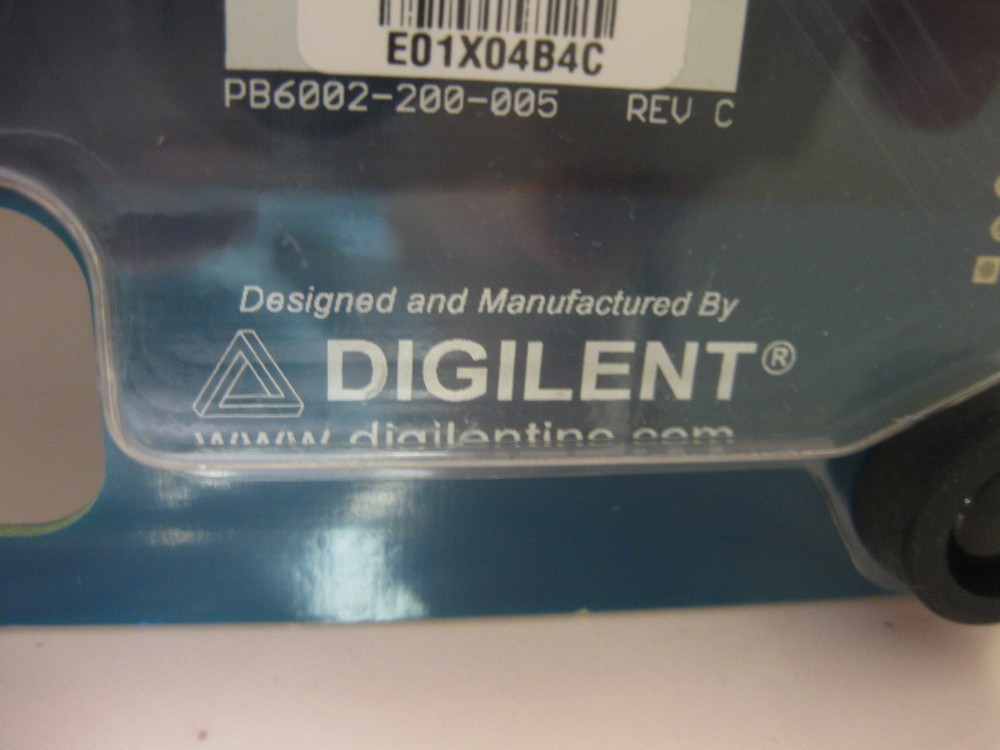 E01X04B4C
PB6002-200-005 REV C
Designed and Manufactured By
DIGILENT®
www.digilentinc.com